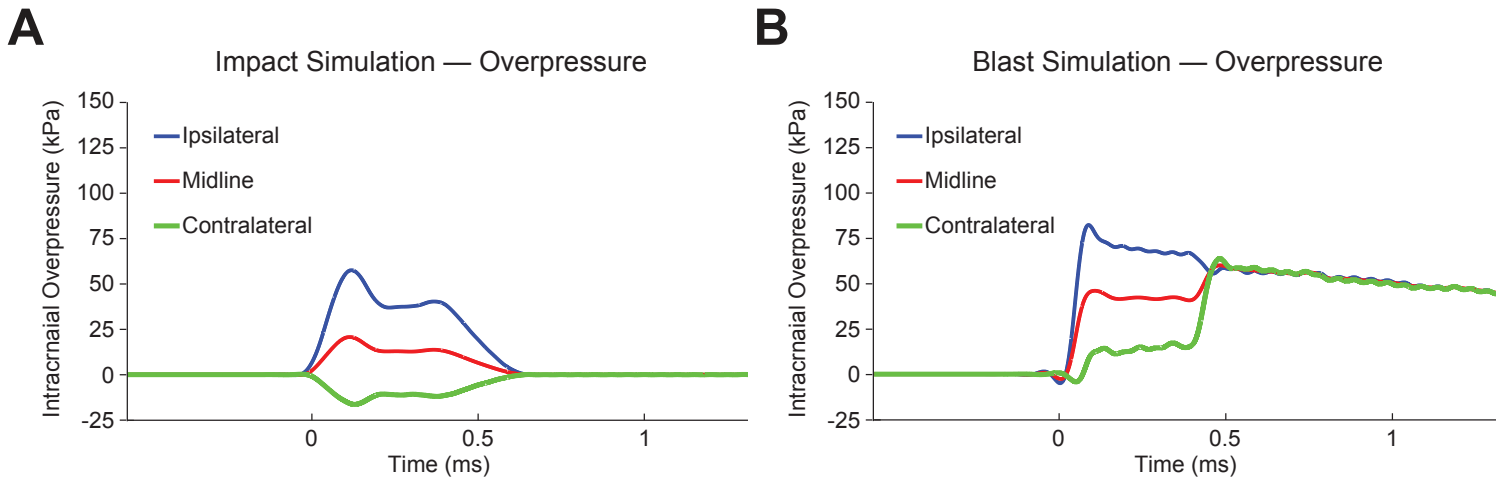 A
Impact Simulation — Overpressure
Intracrnaial Overpressure (kPa)
150
125
100
75
50
25
0
-25
Ipsilateral
Midline
Contralateral
0
0.5
1
Time (ms)
B
Blast Simulation — Overpressure
Intracrnaial Overpressure (kPa)
150
125
100
75
50
25
0
-25
Ipsilateral
Midline
Contralateral
0
0.5
1
Time (ms)